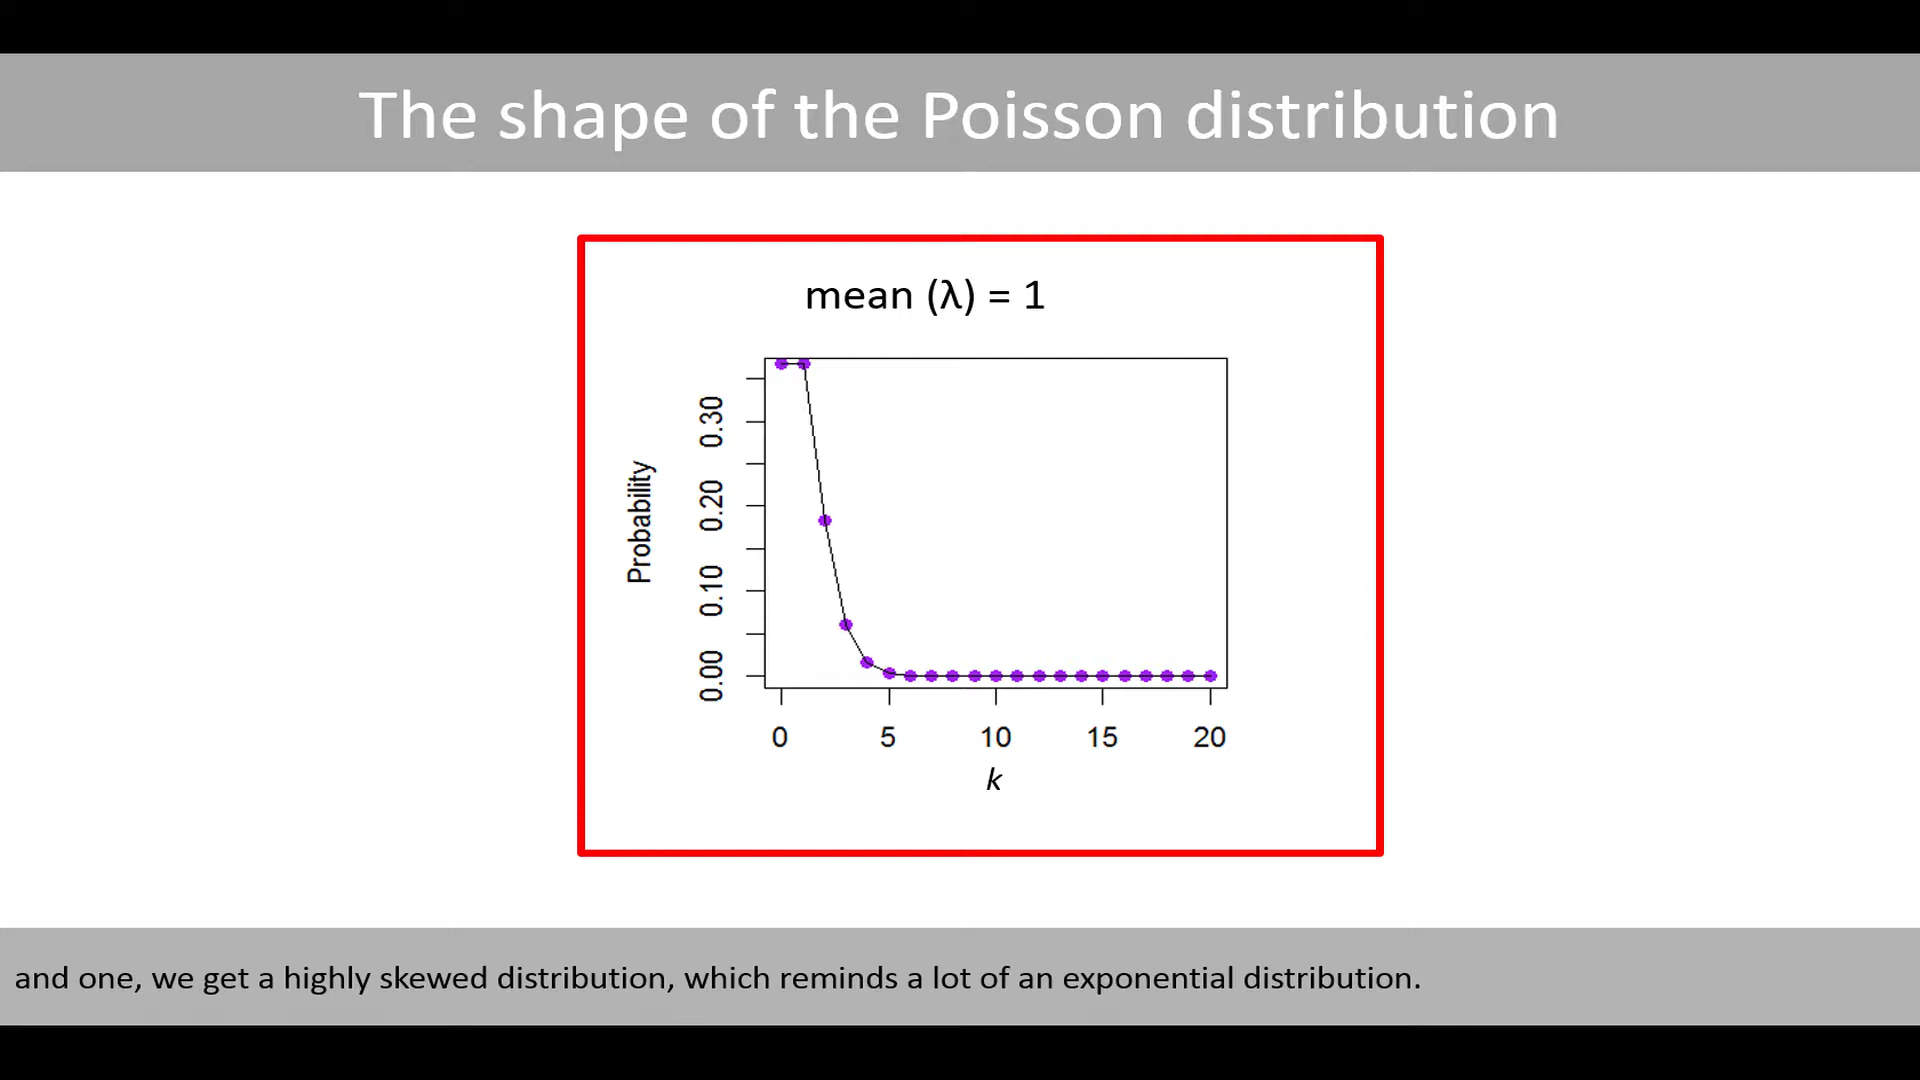 The shape of the Poisson distribution
mean (λ) = 1
Probability
0.30
0.20
0.10
0.00
0 5 10 15 20
k
and one, we get a highly skewed distribution, which reminds a lot of an exponential distribution.